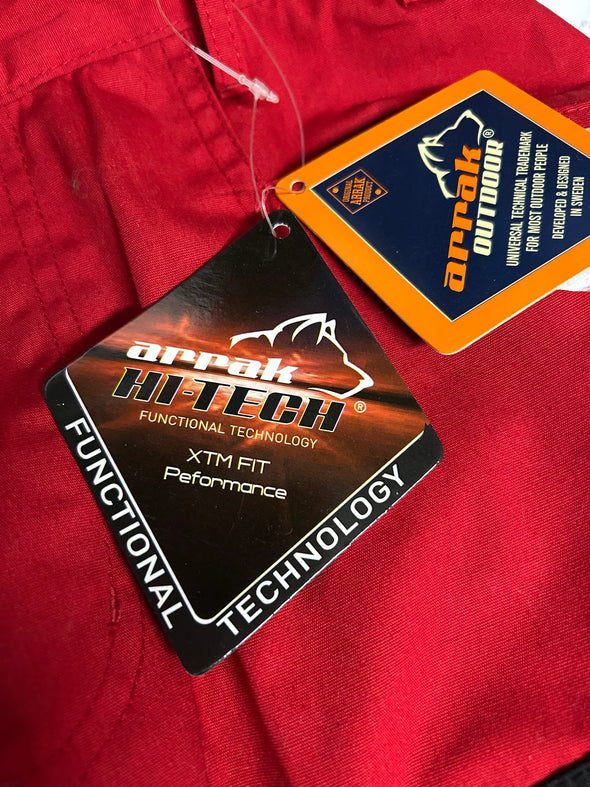 arrak
HI-TECH®
FUNCTIONAL TECHNOLOGY
XTM FIT
Peformance
FUNCTIONAL
TECHNOLOGY
ORIGINAL
ARRAK
PRODUCT
arrak®
OUTDOOR
UNIVERSAL TECHNICAL TRADEMARK
FOR MOST OUTDOOR PEOPLE
DEVELOPED & DESIGNED
IN SWEDEN